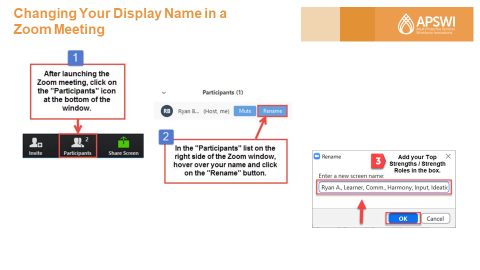 Changing Your Display Name in a
Zoom Meeting
APSWI
1
After launching the
Zoom meeting, click on
the "Participants" icon
at the bottom of the
window.
2
Invite
Participants
Share Screen
Participants (1)
RB Ryan B... (Host, me) Mute Rename
2
In the "Participants" list on the
right side of the Zoom window,
hover over your name and click
on the "Rename" button.
Rename
3
Add your Top
Strengths / Strength
Roles in the box.
Enter a new screen name:
Ryan A., Learner, Comm., Harmony, Input, Ideatic
OK Cancel